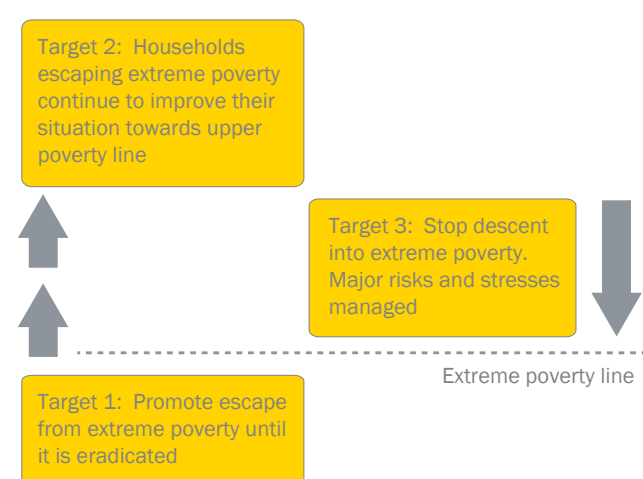 Target 2:  Households
escaping extreme poverty
continue to improve their
situation towards upper
poverty line
Target 3:  Stop descent
into extreme poverty.
Major risks and stresses
managed
Extreme poverty line
Target 1:  Promote escape
from extreme poverty until
it is eradicated